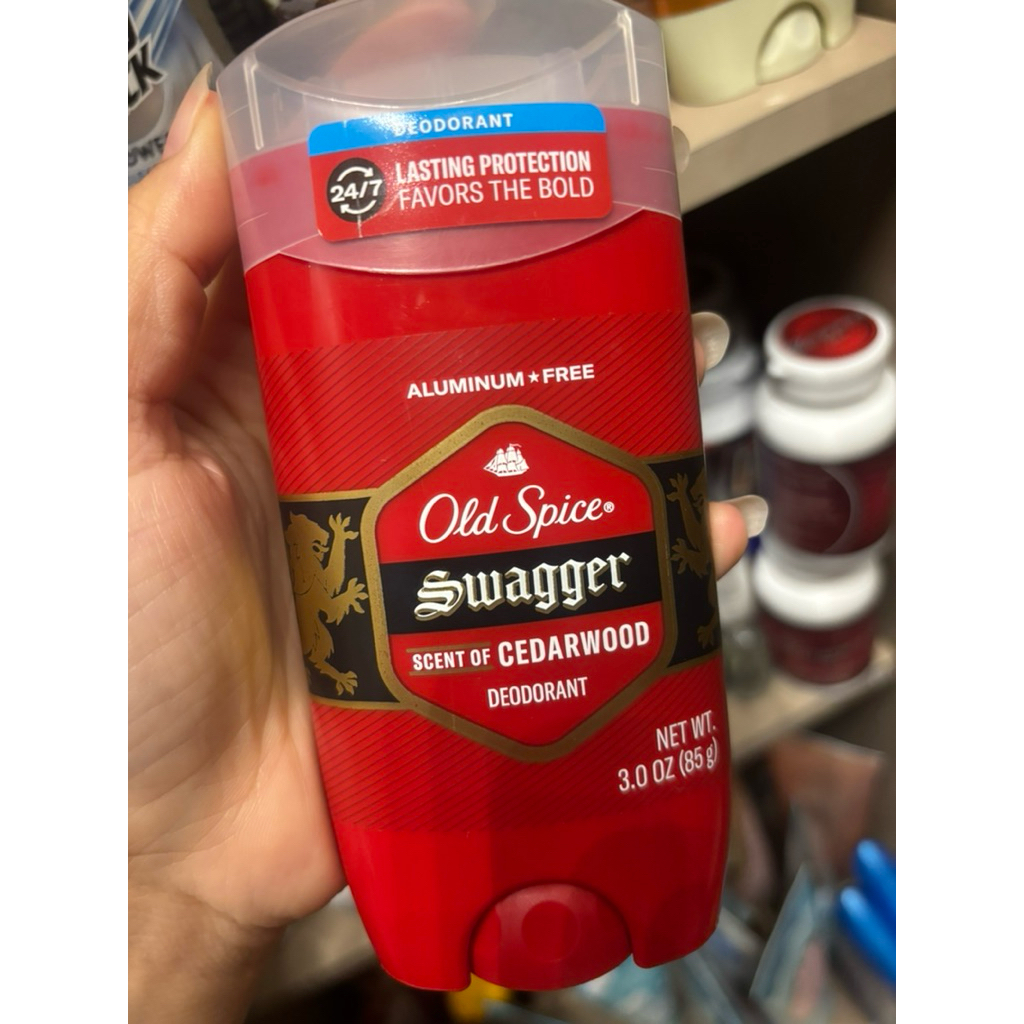 DEODORANT
24/7
LASTING PROTECTION
FAVORS THE BOLD
ALUMINUM★FREE
Old Spice®
Swagger
SCENT OF CEDARWOOD
DEODORANT
NET WT.
3.0 OZ (85 g)